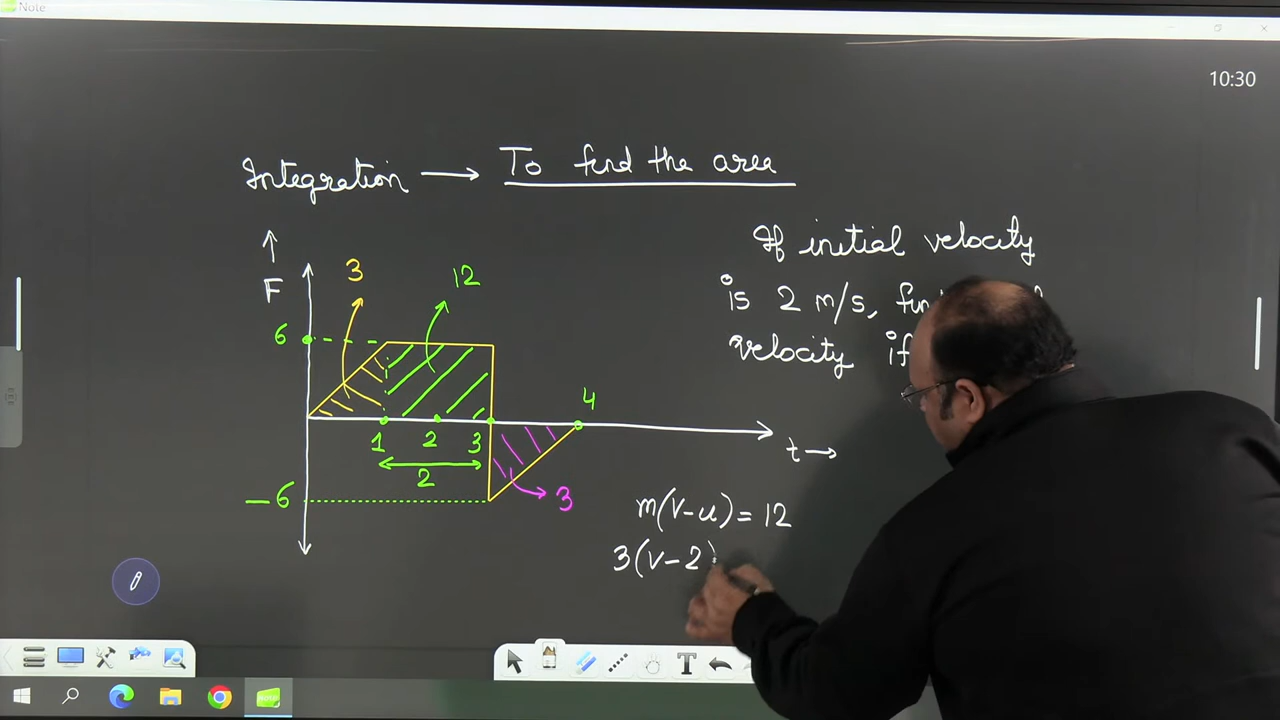 Note
10:30
Integration → To find the area
↑
F
3
12
6
1
2
3
4
2
-6
3
t →
If initial velocity
is 2 m/s,
velocity if
m(v-u) = 12
3(v-2)
T